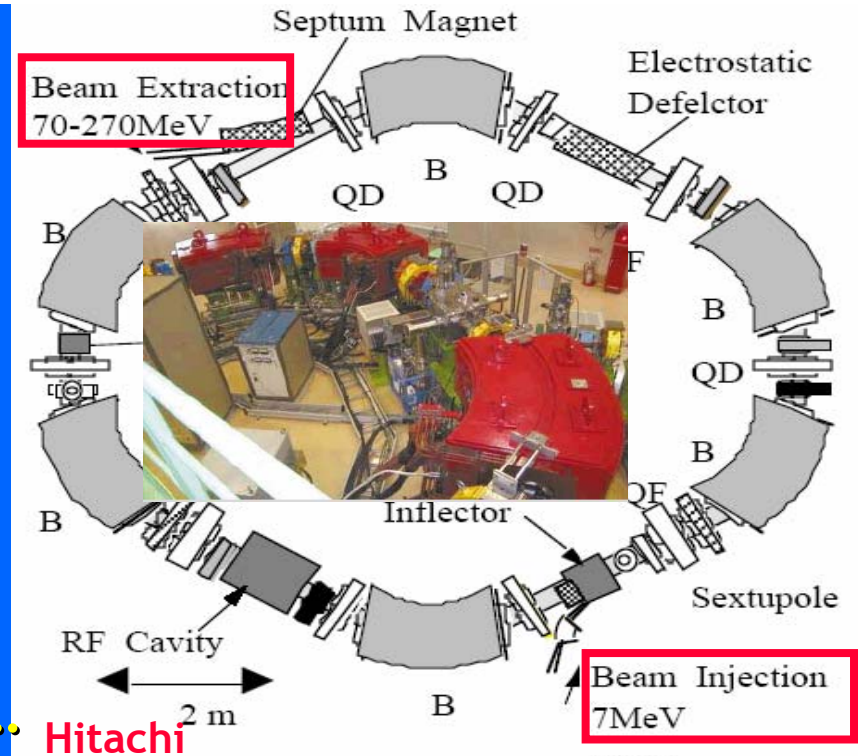 Septum Magnet
Beam Extraction
70-270MeV
Electrostatic
Defelctor
B
QD
QD
B
F
B
QD
B
QF
B
Inflector
Sextupole
RF Cavity
2 m
B
Beam Injection
7MeV
Hitachi